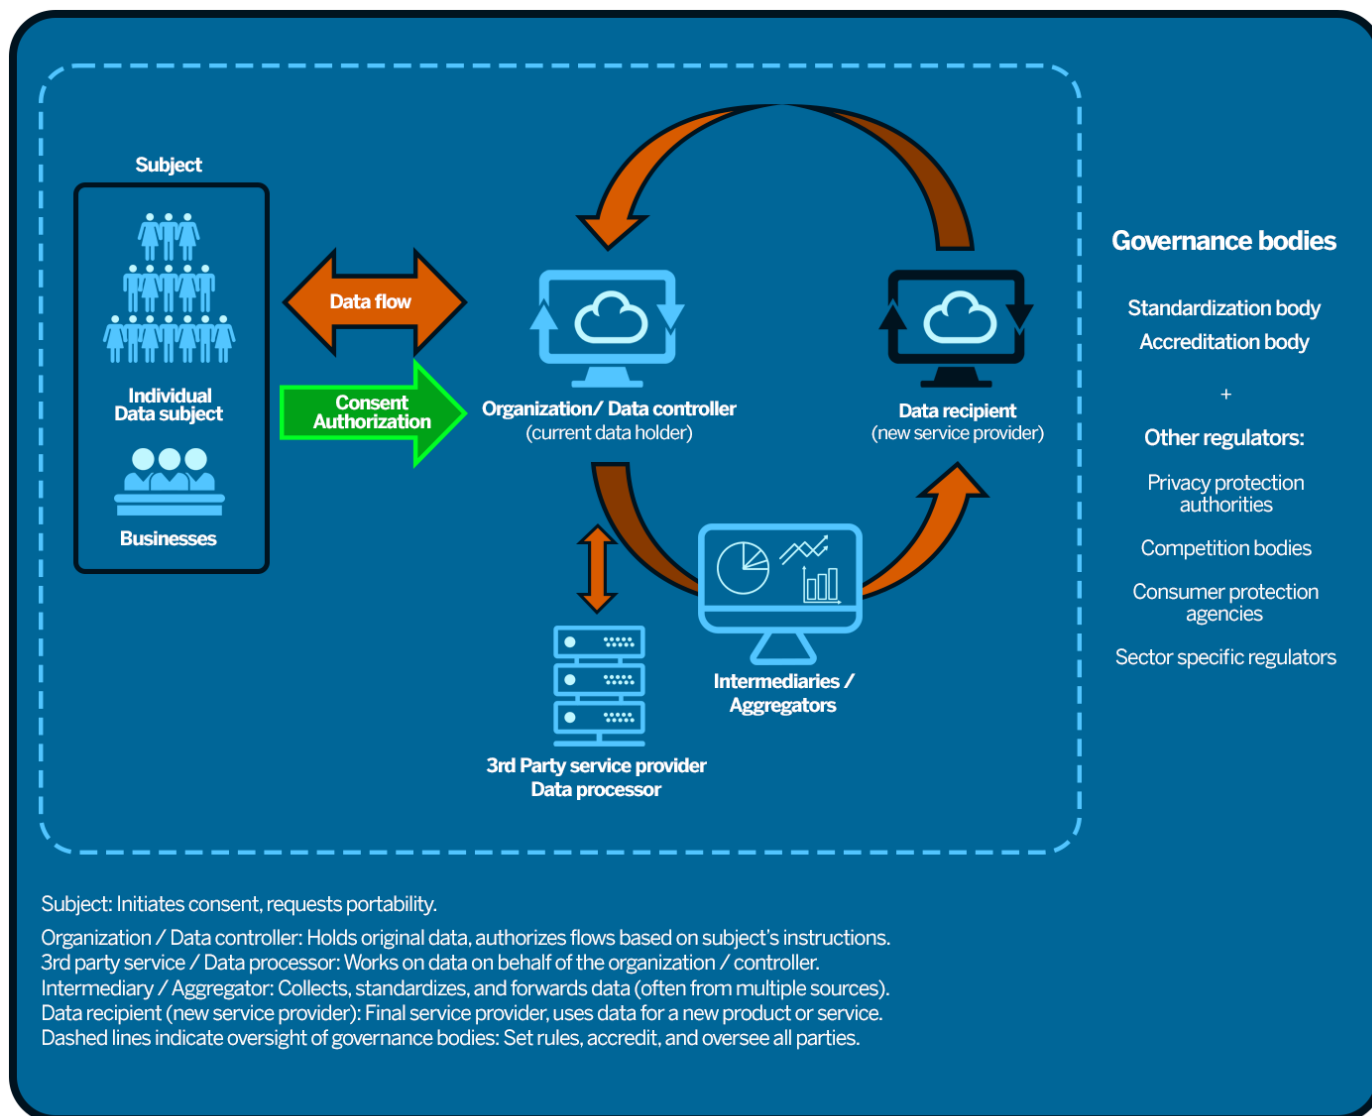 Subject
Individual
Data subject
Businesses
Data flow
Consent
Authorization
Organization/ Data controller
(current data holder)
Data recipient
(new service provider)
3rd Party service provider
Data processor
Intermediaries /
Aggregators
Governance bodies
Standardization body
Accreditation body
+
Other regulators:
Privacy protection
authorities
Competition bodies
Consumer protection
agencies
Sector specific regulators
Subject: Initiates consent, requests portability.
Organization / Data controller: Holds original data, authorizes flows based on subject's instructions.
3rd party service / Data processor: Works on data on behalf of the organization / controller.
Intermediary / Aggregator: Collects, standardizes, and forwards data (often from multiple sources).
Data recipient (new service provider): Final service provider, uses data for a new product or service.
Dashed lines indicate oversight of governance bodies: Set rules, accredit, and oversee all parties.